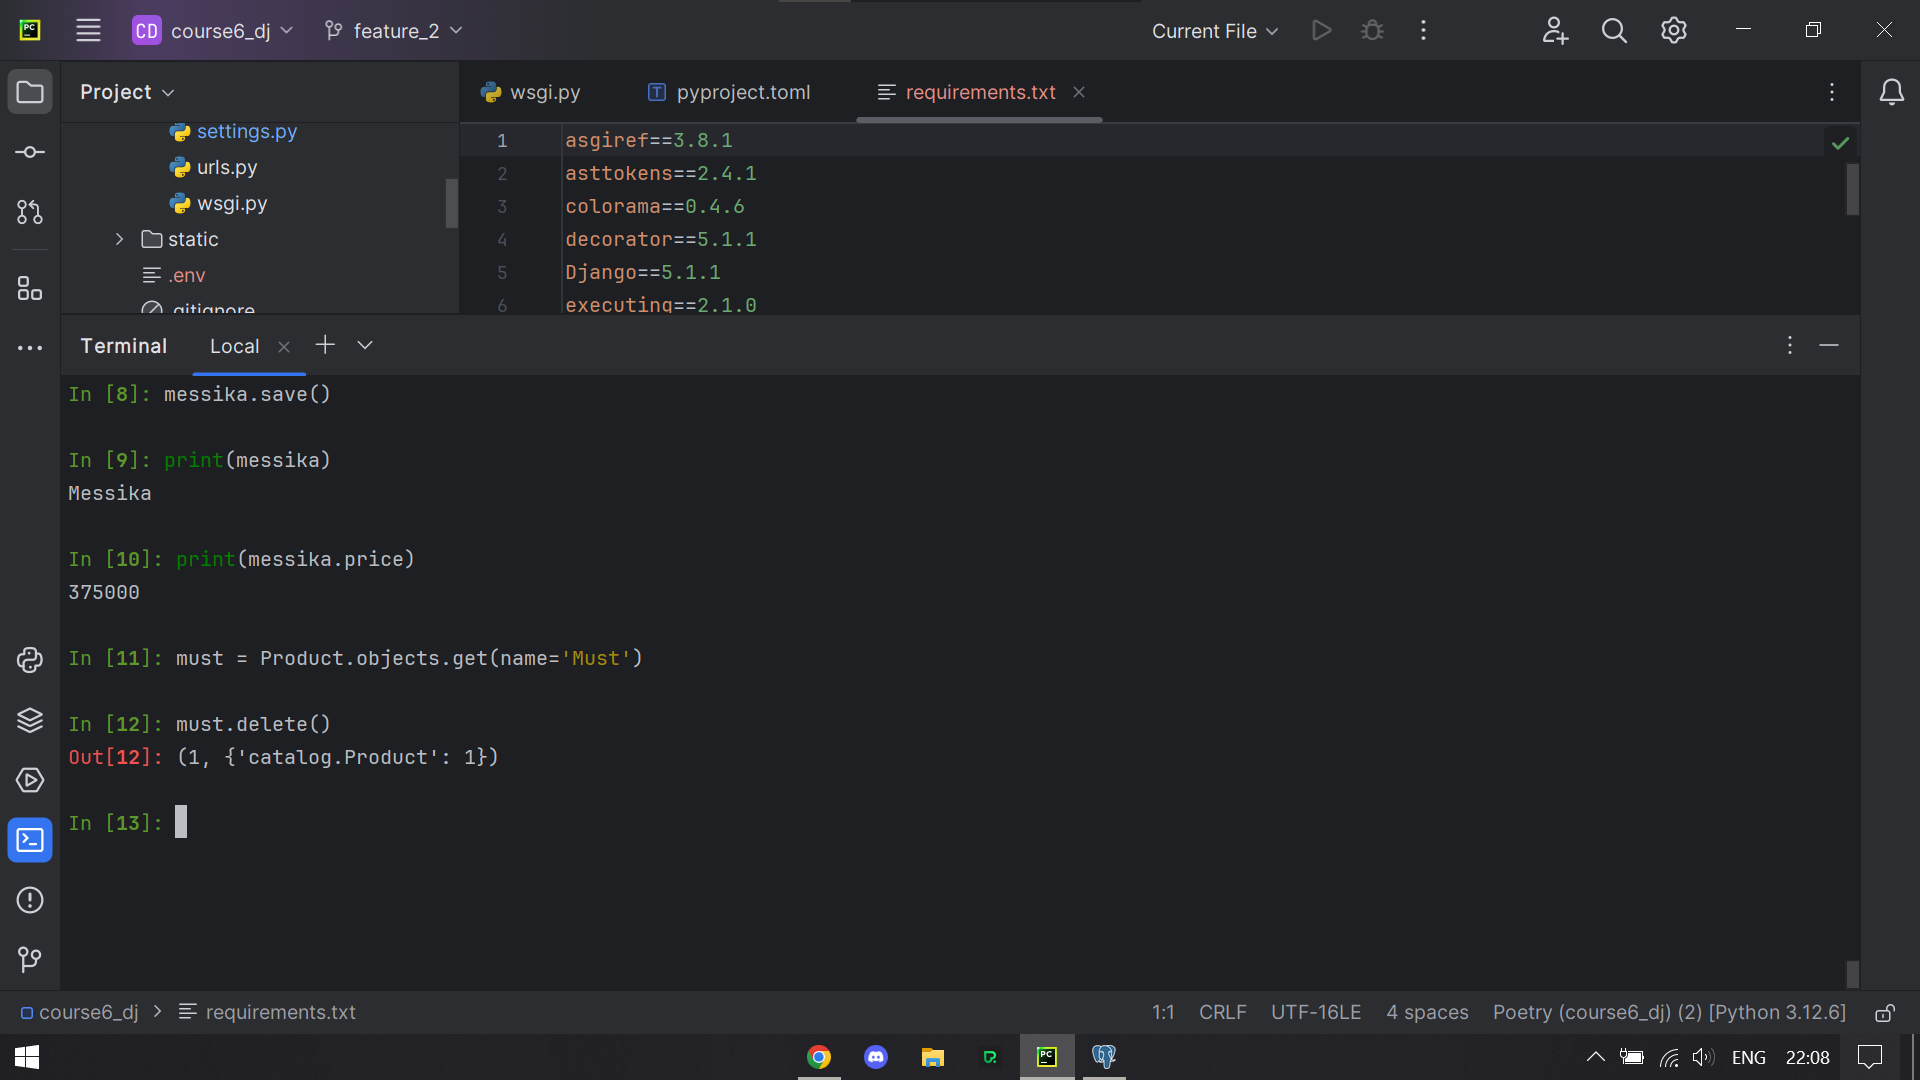 PC
CD course6_dj
feature_2
Current File
Project
settings.py
urls.py
wsgi.py
static
.env
.gitignore
wsgi.py
T pyproject.toml
requirements.txt
1 asgiref==3.8.1
2 asttokens==2.4.1
3 colorama==0.4.6
4 decorator==5.1.1
5 Django==5.1.1
6 executing==2.1.0
Terminal Local
In [8]: messika.save()
In [9]: print(messika)
Messika
In [10]: print(messika.price)
375000
In [11]: must = Product.objects.get(name='Must')
In [12]: must.delete()
Out[12]: (1, {'catalog.Product': 1})
In [13]:
course6_dj > requirements.txt
1:1 CRLF UTF-16LE 4 spaces Poetry (course6_dj) (2) [Python 3.12.6]
PC
ENG 22:08